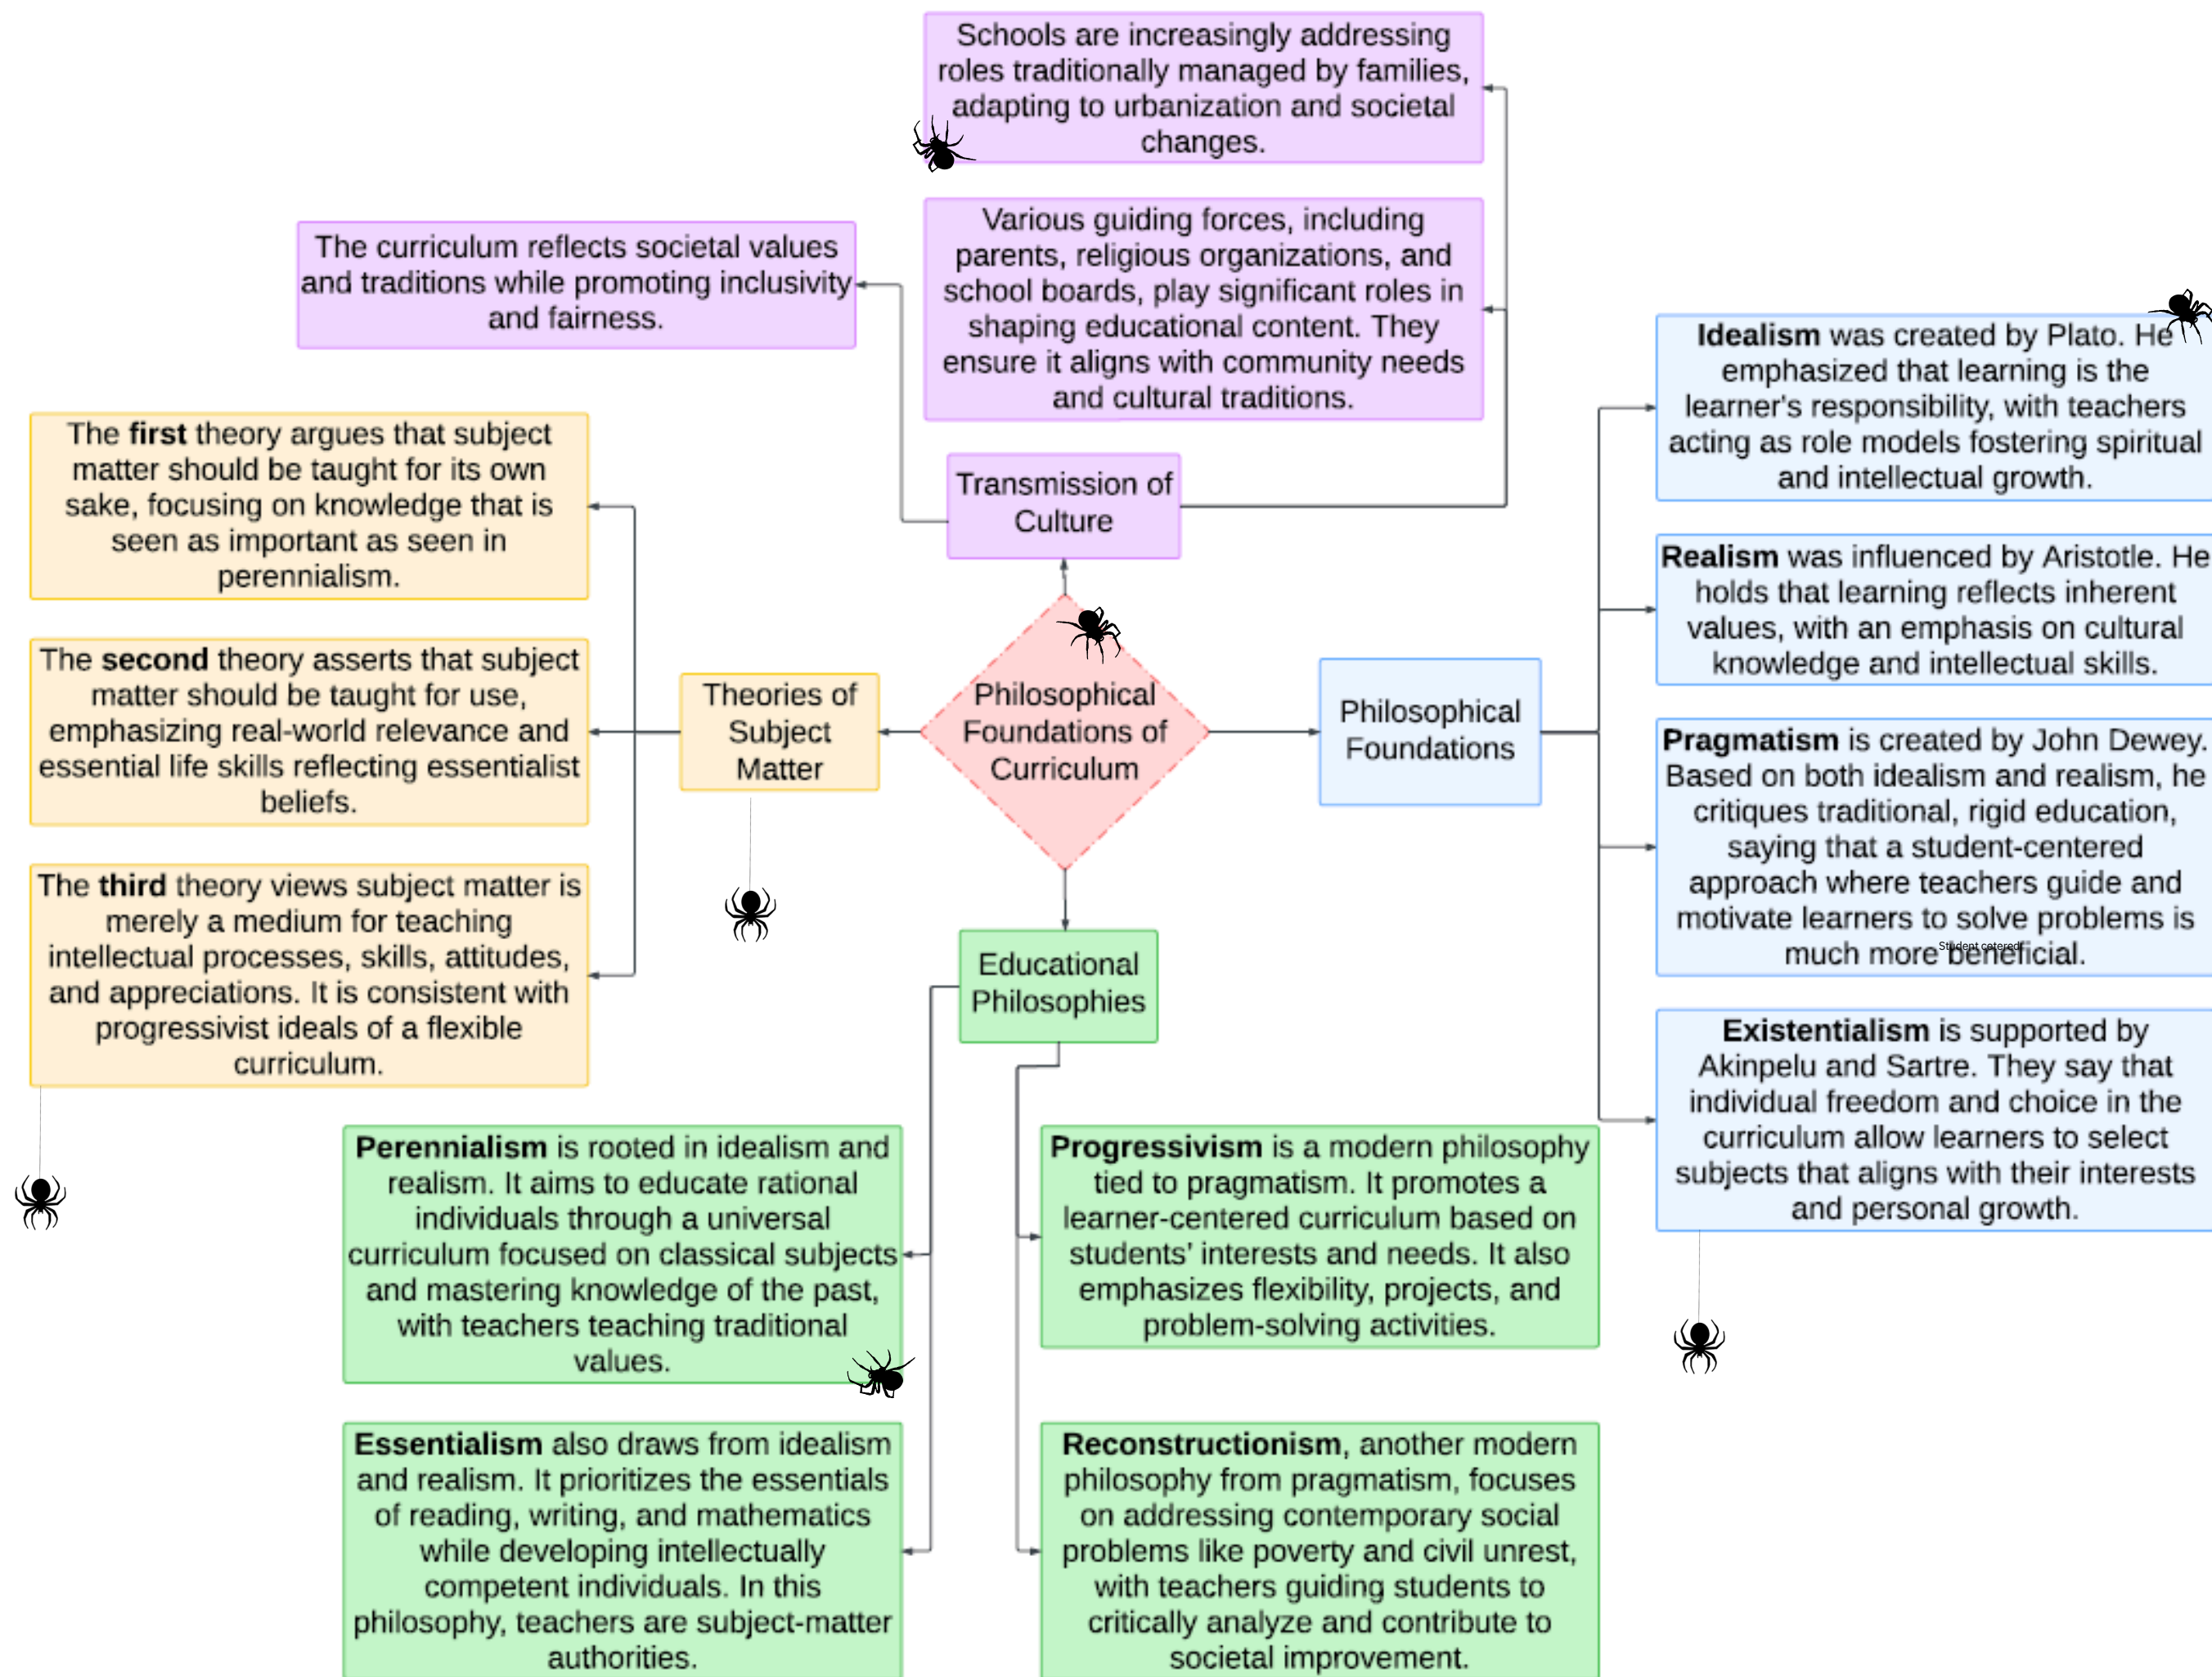 Schools are increasingly addressing
roles traditionally managed by families,
adapting to urbanization and societal
changes.
Various guiding forces, including
parents, religious organizations, and
school boards, play significant roles in
shaping educational content. They
ensure it aligns with community needs
and cultural traditions.
The curriculum reflects societal values
and traditions while promoting inclusivity
and fairness.
Transmission of
Culture
The first theory argues that subject
matter should be taught for its own
sake, focusing on knowledge that is
seen as important as seen in
perennialism.
The second theory asserts that subject
matter should be taught for use,
emphasizing real-world relevance and
essential life skills reflecting essentialist
beliefs.
The third theory views subject matter is
merely a medium for teaching
intellectual processes, skills, attitudes,
and appreciations. It is consistent with
progressivist ideals of a flexible
curriculum.
Theories of
Subject
Matter
Philosophical
Foundations of
Curriculum
Philosophical
Foundations
Idealism was created by Plato. He
emphasized that learning is the
learner's responsibility, with teachers
acting as role models fostering spiritual
and intellectual growth.
Realism was influenced by Aristotle. He
holds that learning reflects inherent
values, with an emphasis on cultural
knowledge and intellectual skills.
Pragmatism is created by John Dewey.
Based on both idealism and realism, he
critiques traditional, rigid education,
saying that a student-centered
approach where teachers guide and
motivate learners to solve problems is
much more beneficial.
Student cetered
Existentialism is supported by
Akinpelu and Sartre. They say that
individual freedom and choice in the
curriculum allow learners to select
subjects that aligns with their interests
and personal growth.
Educational
Philosophies
Perennialism is rooted in idealism and
realism. It aims to educate rational
individuals through a universal
curriculum focused on classical subjects
and mastering knowledge of the past,
with teachers teaching traditional
values.
Essentialism also draws from idealism
and realism. It prioritizes the essentials
of reading, writing, and mathematics
while developing intellectually
competent individuals. In this
philosophy, teachers are subject-matter
authorities.
Progressivism is a modern philosophy
tied to pragmatism. It promotes a
learner-centered curriculum based on
students' interests and needs. It also
emphasizes flexibility, projects, and
problem-solving activities.
Reconstructionism, another modern
philosophy from pragmatism, focuses
on addressing contemporary social
problems like poverty and civil unrest,
with teachers guiding students to
critically analyze and contribute to
societal improvement.